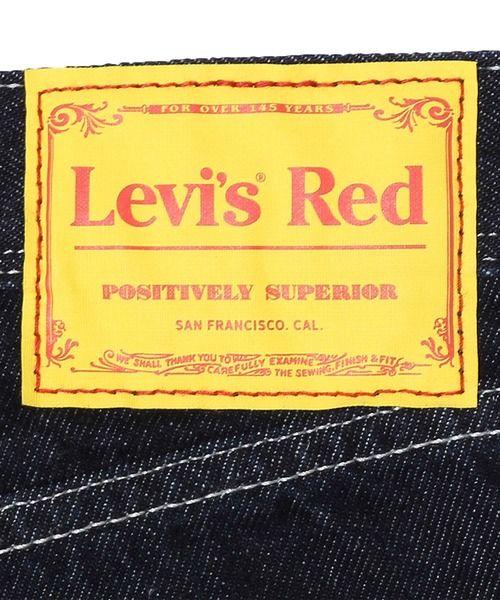 FOR OVER 145 YEARS
Levi's® Red
POSITIVELY SUPERIOR
SAN FRANCISCO. CAL.
WE SHALL THANK YOU TO
CAREFULLY EXAMINE
THE SEWING, FINISH & FIT